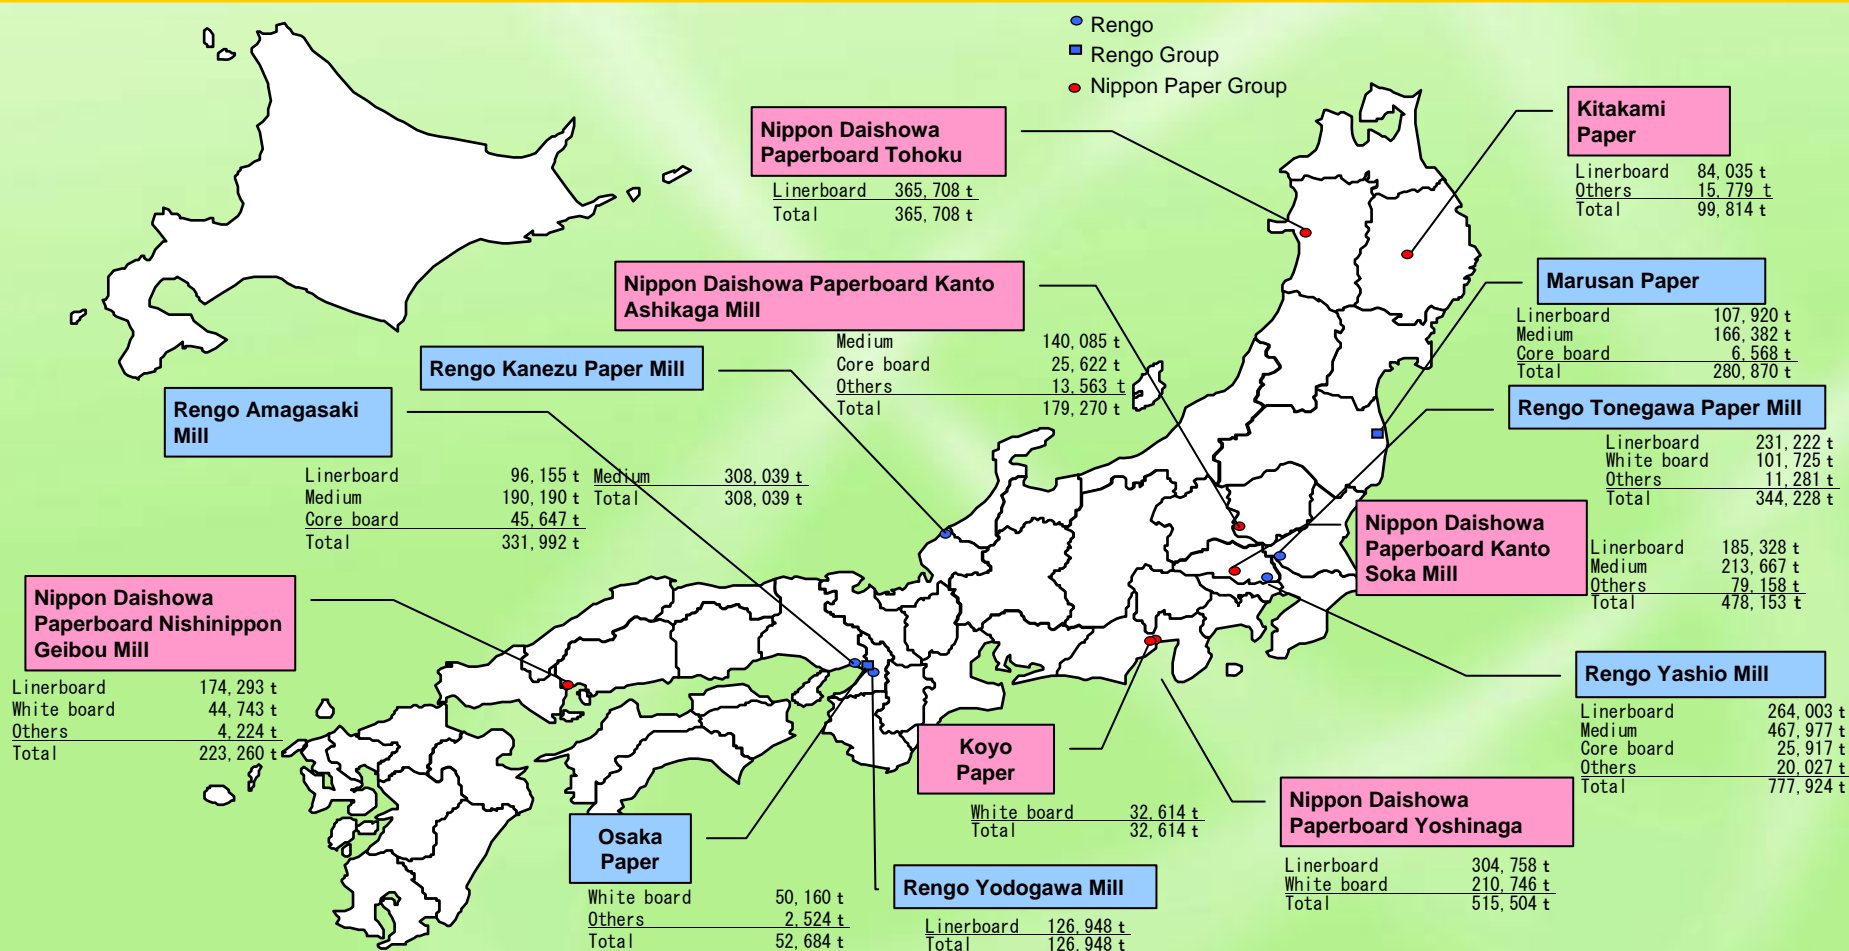 Rengo
Rengo Group
Nippon Paper Group
Nippon Daishowa
Paperboard Tohoku
Linerboard 365,708 t
Total 365,708 t
Kitakami
Paper
Linerboard 84,035 t
Others 15,779 t
Total 99,814 t
Nippon Daishowa Paperboard Kanto
Ashikaga Mill
Medium 140,085 t
Core board 25,622 t
Others 13,563 t
Total 179,270 t
Marusan Paper
Linerboard 107,920 t
Medium 166,382 t
Core board 6,568 t
Total 280,870 t
Rengo Kanezu Paper Mill
Medium 308,039 t
Total 308,039 t
Rengo Amagasaki
Mill
Linerboard 96,155 t
Medium 190,190 t
Core board 45,647 t
Total 331,992 t
Rengo Tonegawa Paper Mill
Linerboard 231,222 t
White board 101,725 t
Others 11,281 t
Total 344,228 t
Nippon Daishowa
Paperboard Kanto
Soka Mill
Linerboard 185,328 t
Medium 213,667 t
Others 79,158 t
Total 478,153 t
Nippon Daishowa
Paperboard Nishinippon
Geibou Mill
Linerboard 174,293 t
White board 44,743 t
Others 4,224 t
Total 223,260 t
Rengo Yashio Mill
Linerboard 264,003 t
Medium 467,977 t
Core board 25,917 t
Others 20,027 t
Total 777,924 t
Koyo
Paper
White board 32,614 t
Total 32,614 t
Nippon Daishowa
Paperboard Yoshinaga
Linerboard 304,758 t
White board 210,746 t
Total 515,504 t
Osaka
Paper
White board 50,160 t
Others 2,524 t
Total 52,684 t
Rengo Yodogawa Mill
Linerboard 126,948 t
Total 126,948 t